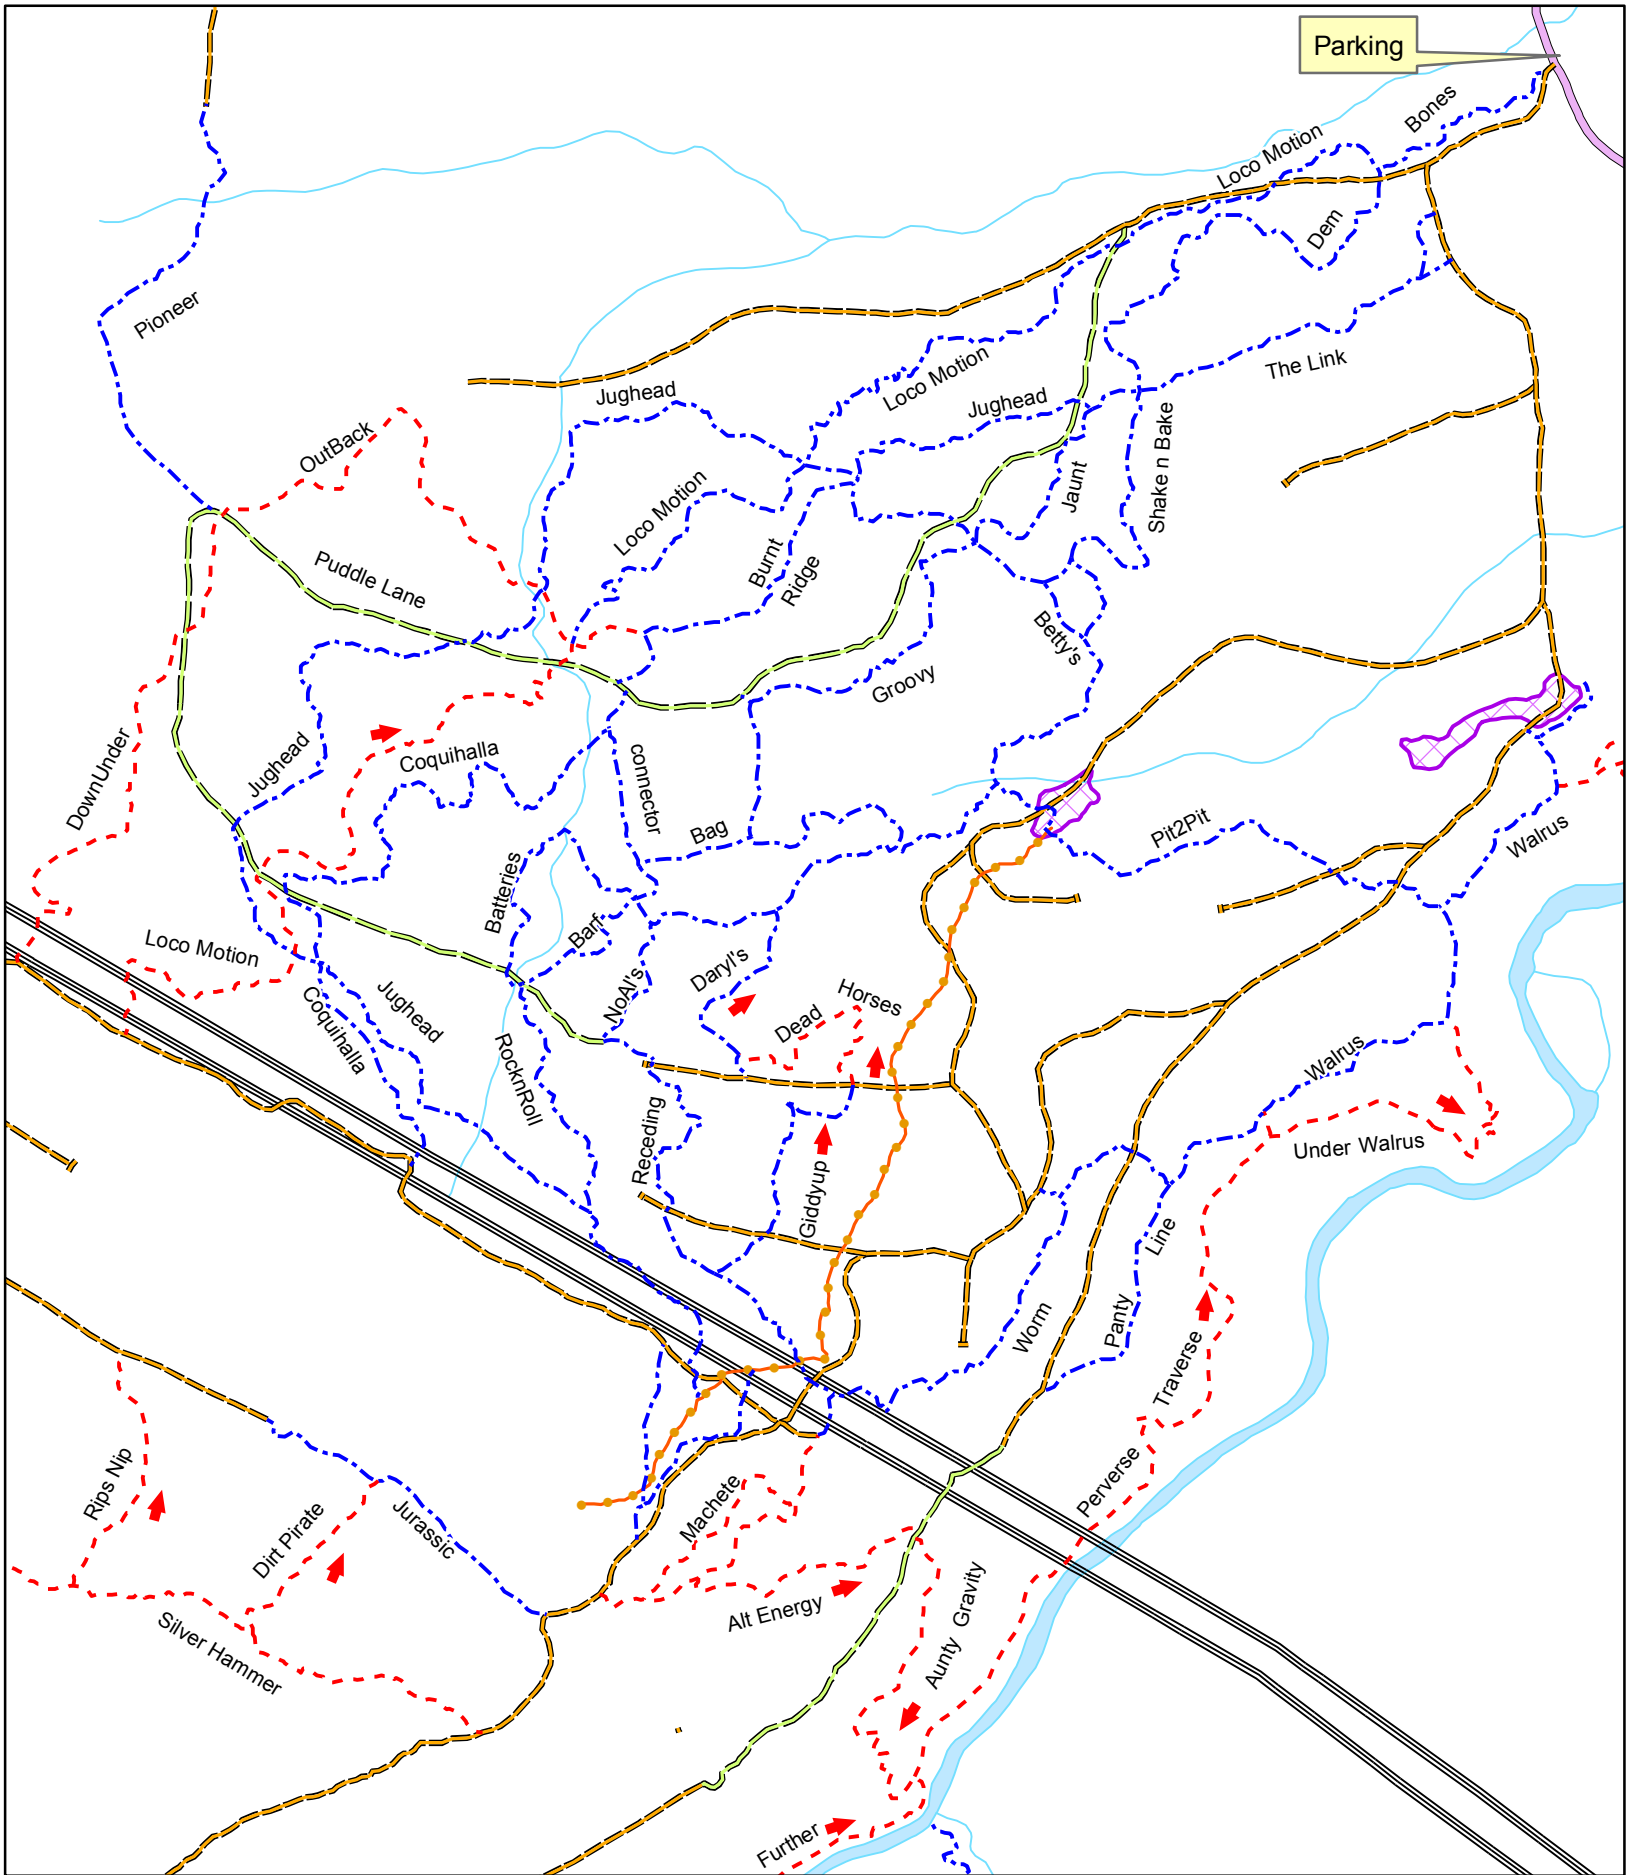 Parking
Bones
Loco Motion
Dem
Pioneer
The Link
Loco Motion
Jughead
Jughead
Shake n Bake
OutBack
Jaunt
Loco Motion
Burnt
Ridge
Puddle Lane
Betty's
Groovy
DownUnder
Jughead
Coquihalla
connector
Bag
Pit2Pit
Walrus
Batteries
Barf
Loco Motion
NoAl's
Daryl's
Horses
Dead
Jughead
Coquihalla
RocknRoll
Walrus
Under Walrus
Receding
Giddyup
Line
Panty
Worm
Traverse
Perverse
Rips Nip
Dirt Pirate
Jurassic
Machete
Alt Energy
Aunty Gravity
Silver Hammer
Further